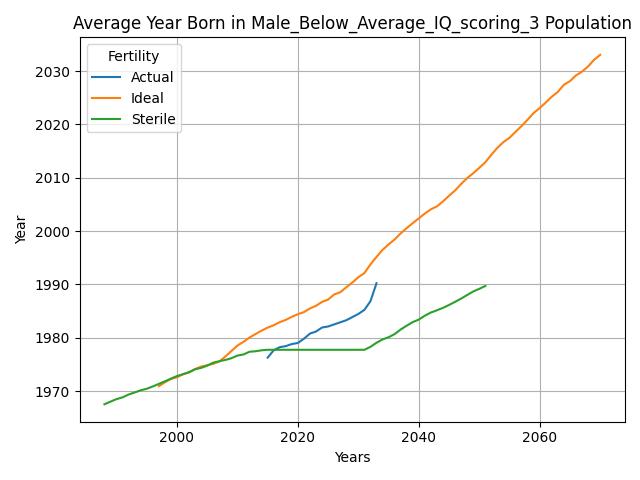 Average Year Born in Male_Below_Average_IQ_scoring_3 Population
Fertility
Actual
Ideal
Sterile
2030
2020
2010
2000
1990
1980
1970
Year
2000 2020 2040 2060
Years